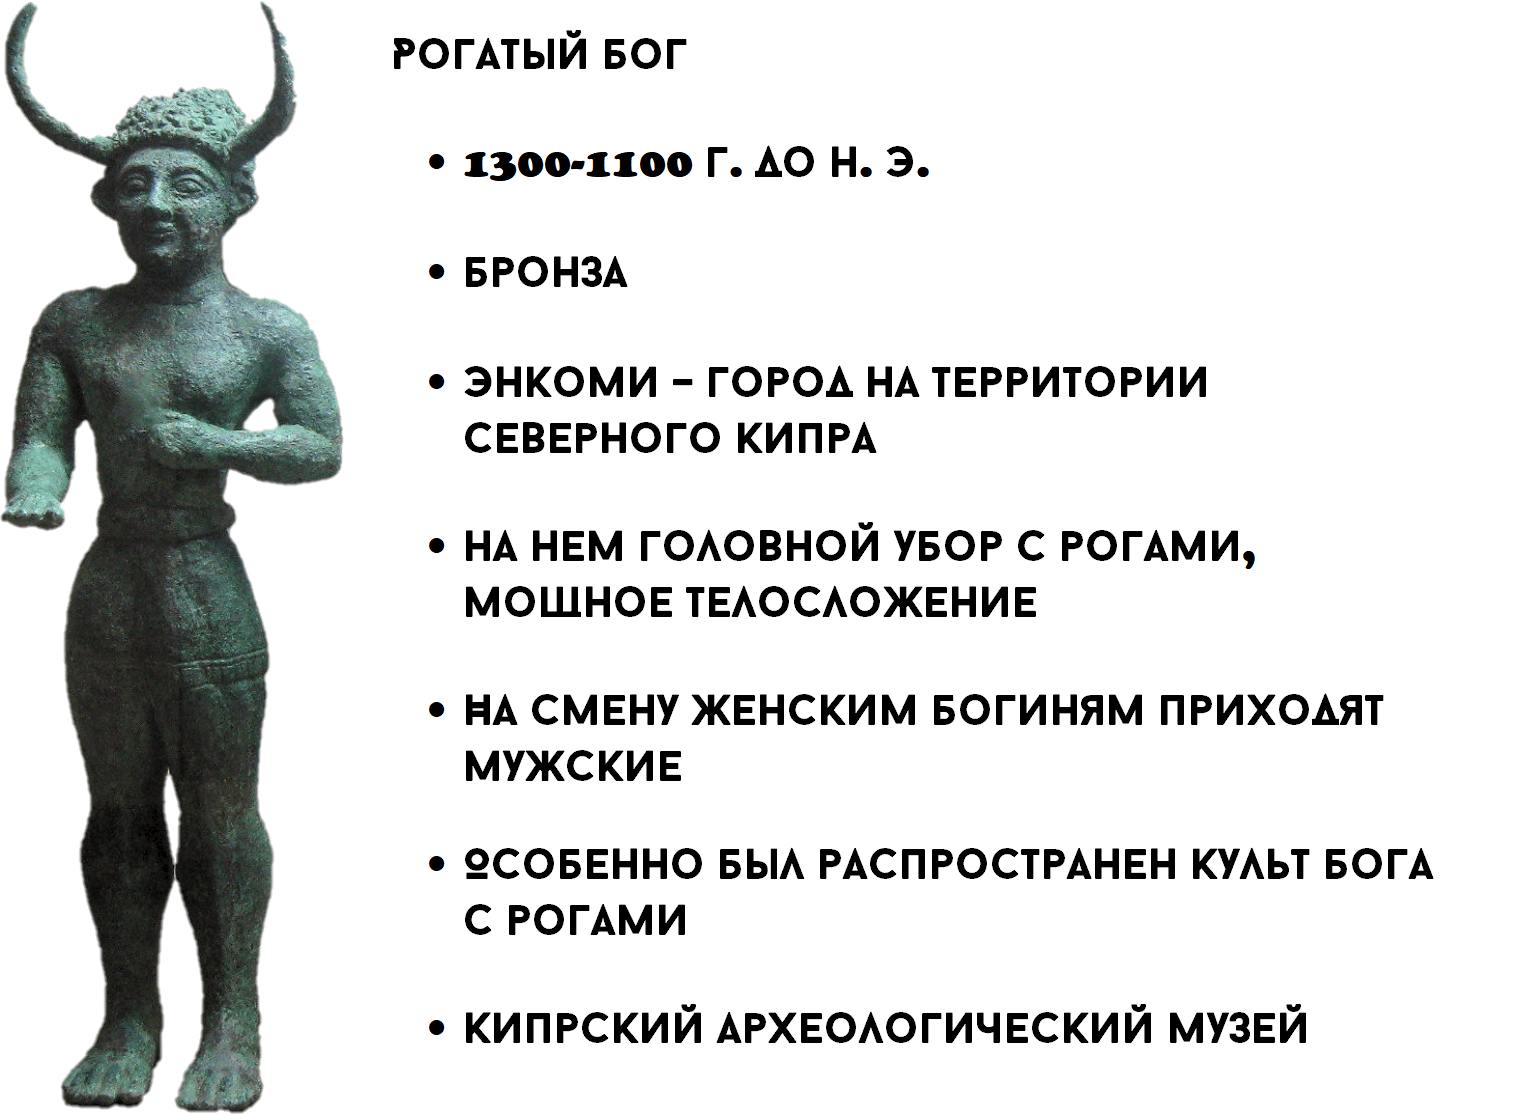 РОГАТЫЙ БОГ
• 1300-1100 Г. ДО Н. Э.
• БРОНЗА
• ЭНКОМИ – ГОРОД НА ТЕРРИТОРИИ
СЕВЕРНОГО КИПРА
• НА НЕМ ГОЛОВНОЙ УБОР С РОГАМИ,
МОЩНОЕ ТЕЛОСЛОЖЕНИЕ
• НА СМЕНУ ЖЕНСКИМ БОГИНЯМ ПРИХОДЯТ
МУЖСКИЕ
• ОСОБЕННО БЫЛ РАСПРОСТРАНЕН КУЛЬТ БОГА
С РОГАМИ
• КИПРСКИЙ АРХЕОЛОГИЧЕСКИЙ МУЗЕЙ